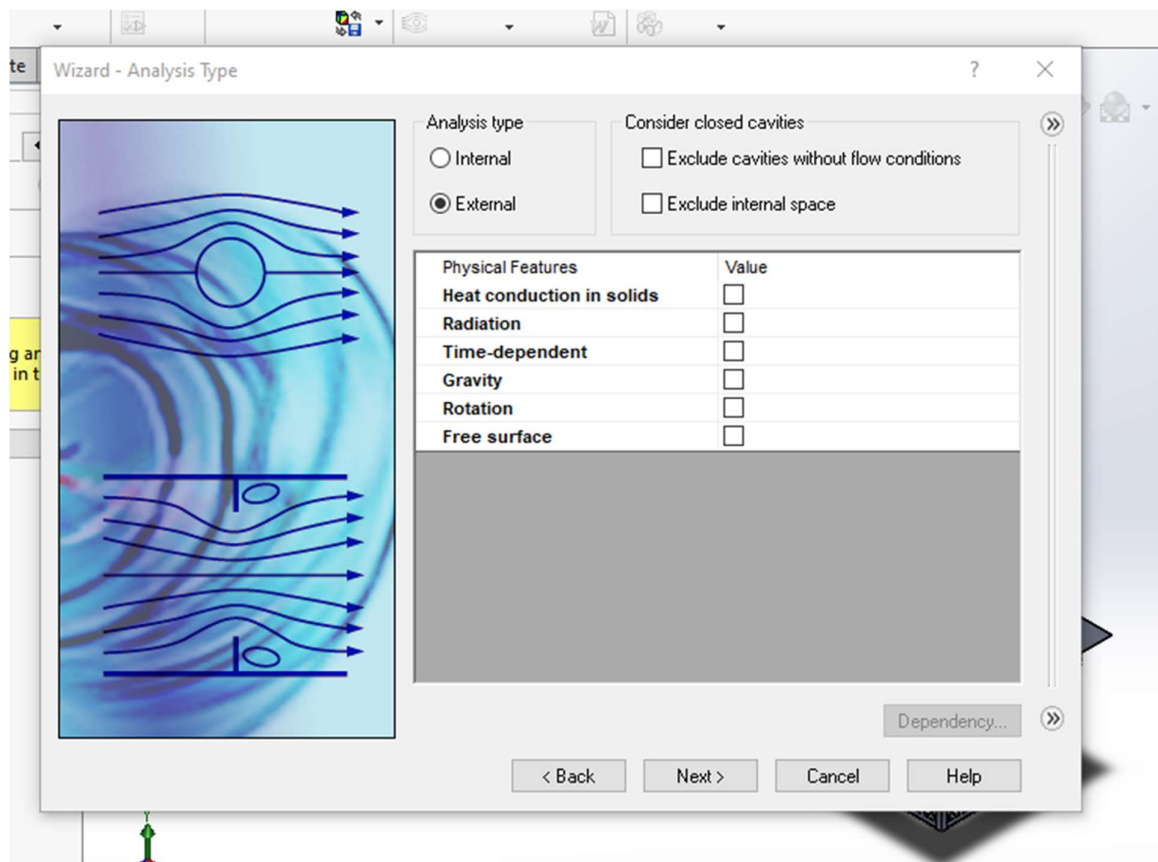 te
Wizard - Analysis Type
?
Analysis type
Consider closed cavities
Internal
Exclude cavities without flow conditions
External
Exclude internal space
Physical Features Value
Heat conduction in solids
Radiation
Time-dependent
Gravity
Rotation
Free surface
g ar
in t
Dependency...
< Back Next > Cancel Help
Y